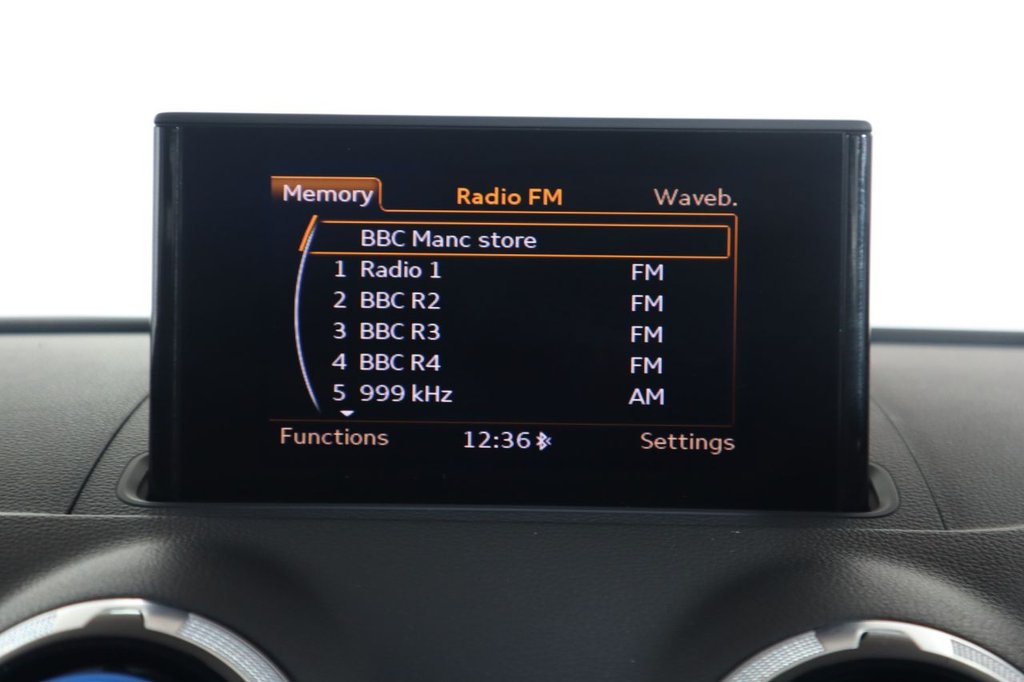 Memory Radio FM Waveb.
BBC Manc store
1 Radio 1 FM
2 BBC R2 FM
3 BBC R3 FM
4 BBC R4 FM
5 999 kHz AM
Functions 12:36 Settings